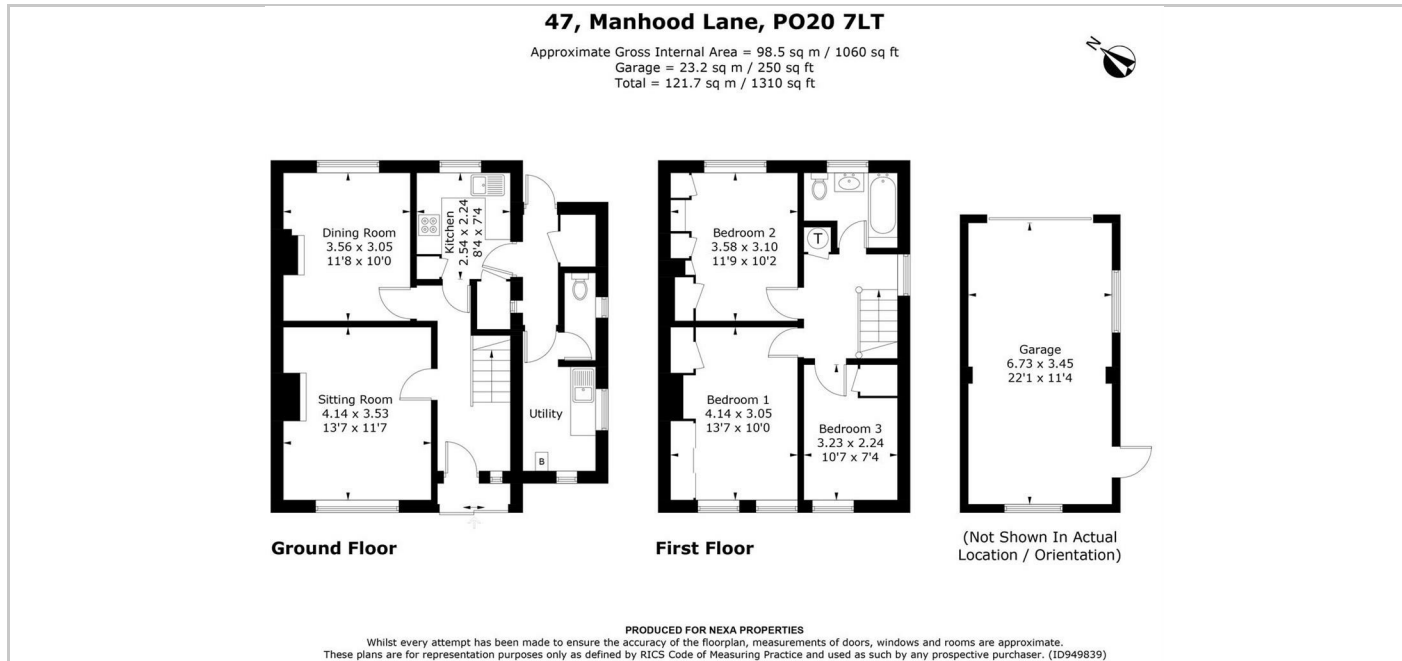 47, Manhood Lane, PO20 7LT
Approximate Gross Internal Area = 98.5 sq m / 1060 sq ft
Garage = 23.2 sq m / 250 sq ft
Total = 121.7 sq m / 1310 sq ft
N
Dining Room
3.56 x 3.05
11'8 x 10'0
Kitchen
2.54 x 2.24
8'4 x 7'4
Sitting Room
4.14 x 3.53
13'7 x 11'7
Utility
B
Ground Floor
Bedroom 2
3.58 x 3.10
11'9 x 10'2
T
Bedroom 1
4.14 x 3.05
13'7 x 10'0
Bedroom 3
3.23 x 2.24
10'7 x 7'4
First Floor
Garage
6.73 x 3.45
22'1 x 11'4
(Not Shown In Actual
Location / Orientation)
PRODUCED FOR NEXA PROPERTIES
Whilst every attempt has been made to ensure the accuracy of the floorplan, measurements of doors, windows and rooms are approximate.
These plans are for representation purposes only as defined by RICS Code of Measuring Practice and used as such by any prospective purchaser. (ID949839)